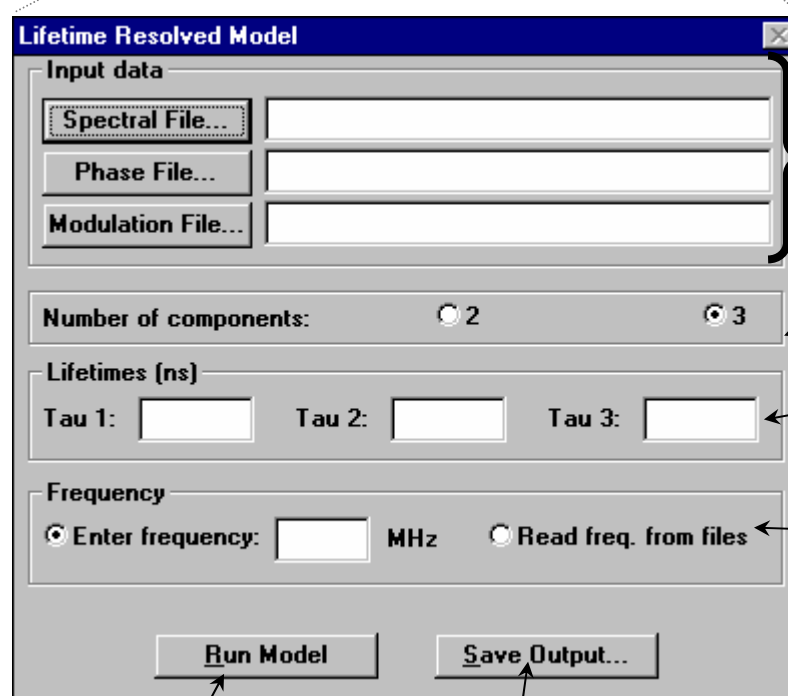 Lifetime Resolved Model
Input data
Spectral File...
Phase File...
Modulation File...
Number of components: 2 3
Lifetimes (ns)
Tau 1: Tau 2: Tau 3:
Frequency
Enter frequency: MHz Read freq. from files
Run Model Save Output...